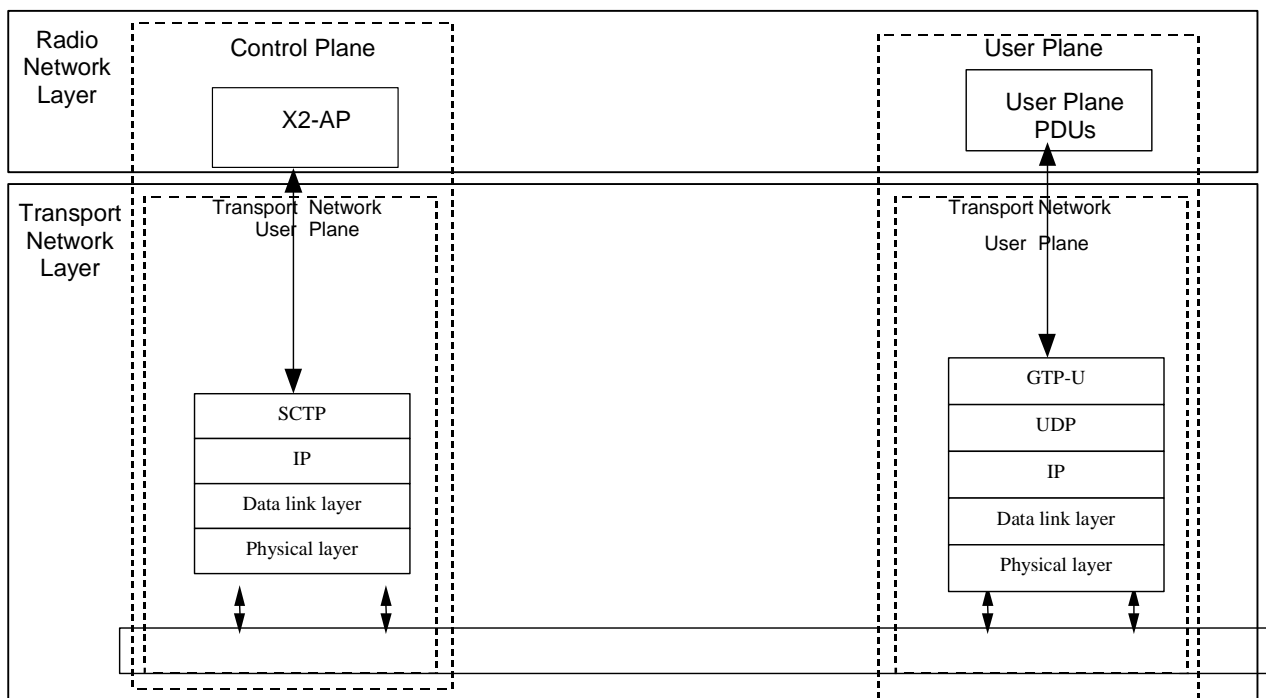 Radio
Network
Layer
Control Plane
X2-AP
User Plane
User Plane
PDUs
Transport
Network
Layer
Transport Network
User Plane
SCTP
IP
Data link layer
Physical layer
Transport Network
User Plane
GTP-U
UDP
IP
Data link layer
Physical layer